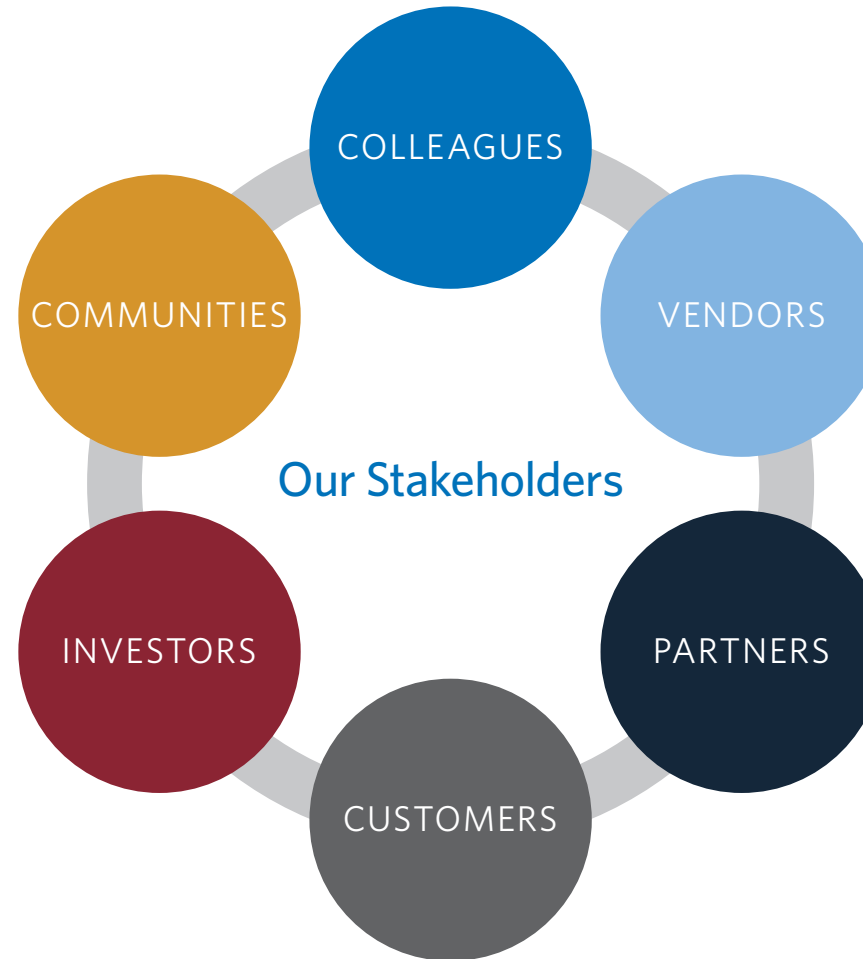 COLLEAGUES
COMMUNITIES
VENDORS
Our Stakeholders
INVESTORS
PARTNERS
CUSTOMERS